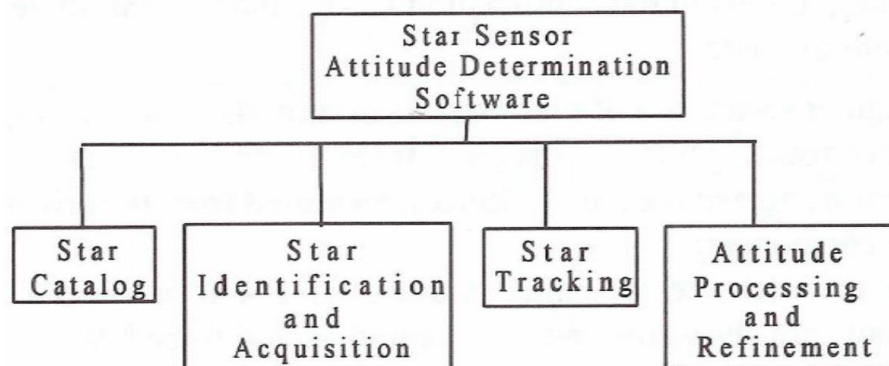 Star Sensor
Attitude Determination
Software
Star
Catalog
Star
Identification
and
Acquisition
Star
Tracking
Attitude
Processing
and
Refinement